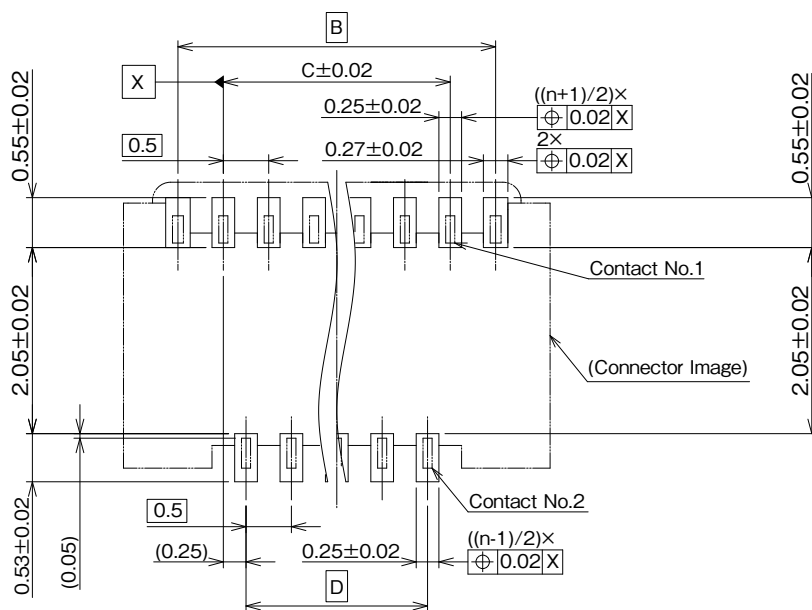 B
X
C±0.02
((n+1)/2)×
0.25±0.02
⌖ 0.02 X
0.5
0.27±0.02
2×
⌖ 0.02 X
0.55±0.02
0.55±0.02
Contact No.1
2.05±0.02
2.05±0.02
(Connector Image)
0.53±0.02
(0.05)
0.5
Contact No.2
(0.25)
0.25±0.02
((n-1)/2)×
⌖ 0.02 X
D